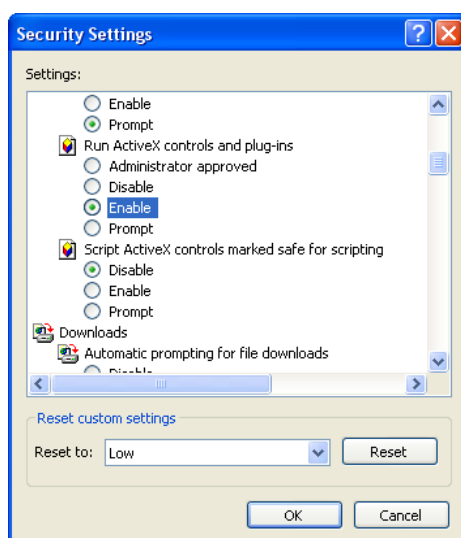 Security Settings
Settings:
Enable
Prompt
Run ActiveX controls and plug-ins
Administrator approved
Disable
Enable
Prompt
Script ActiveX controls marked safe for scripting
Disable
Enable
Prompt
Downloads
Automatic prompting for file downloads
Reset custom settings
Reset to: Low Reset
OK Cancel